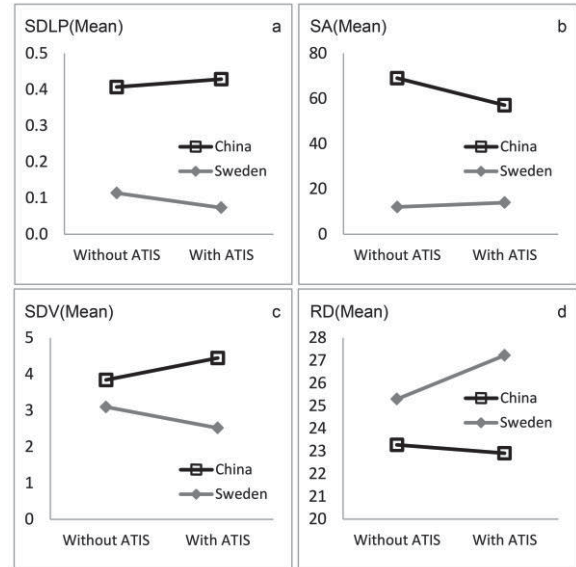 SDLP(Mean) a
0.5
0.4
0.3
0.2
0.1
0.0
China
Sweden
Without ATIS With ATIS
SA(Mean) b
80
60
40
20
0
China
Sweden
Without ATIS With ATIS
SDV(Mean) c
5
4
3
2
1
0
China
Sweden
Without ATIS With ATIS
RD(Mean) d
28
27
26
25
24
23
22
21
20
China
Sweden
Without ATIS With ATIS